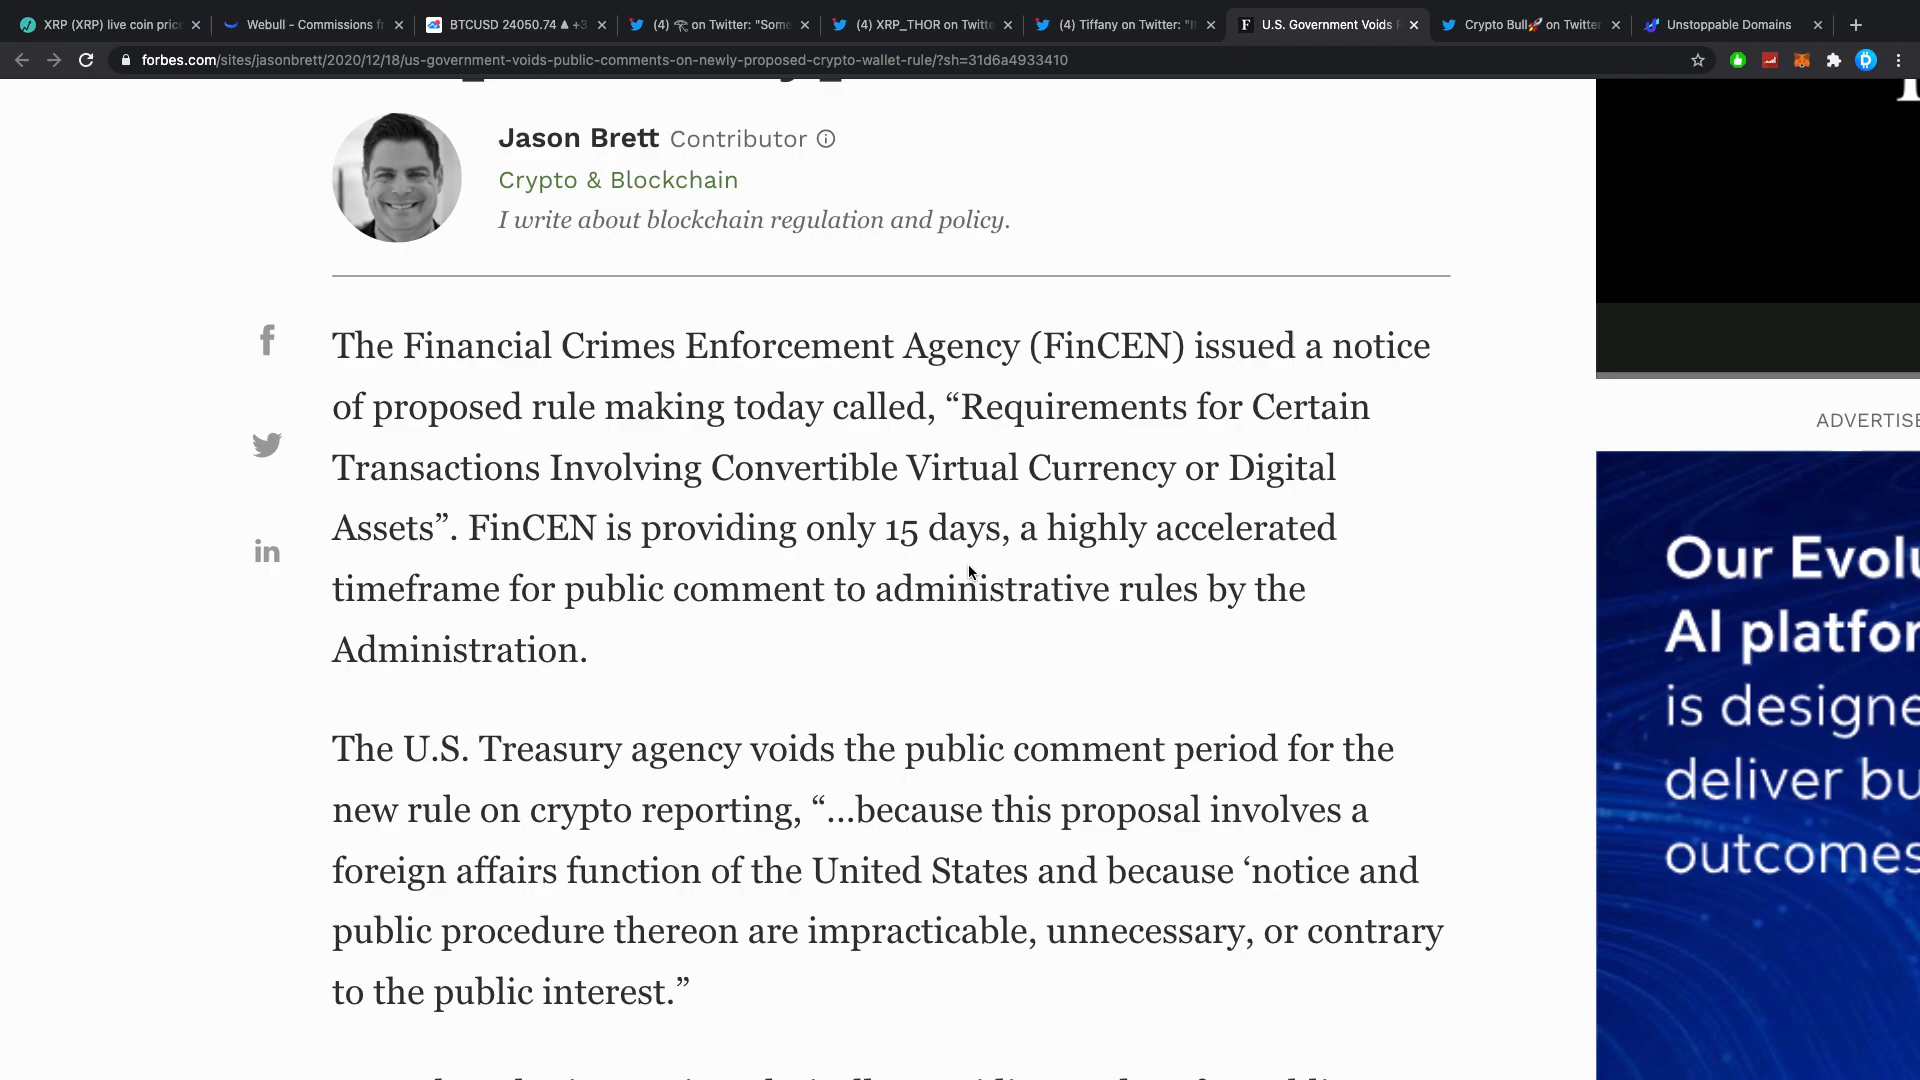 XRP (XRP) live coin pric
Webull - Commissions f
BTCUSD 24050.74 ▲ +3
(4) on Twitter: "Some
(4) XRP_THOR on Twitte
(4) Tiffany on Twitter: "I
U.S. Government Voids
Crypto Bull🚀 on Twitter
Unstoppable Domains
forbes.com/sites/jasonbrett/2020/12/18/us-government-voids-public-comments-on-newly-proposed-crypto-wallet-rule/?sh=31d6a4933410
Jason Brett Contributor
Crypto & Blockchain
I write about blockchain regulation and policy.
The Financial Crimes Enforcement Agency (FinCEN) issued a notice
of proposed rule making today called, “Requirements for Certain
Transactions Involving Convertible Virtual Currency or Digital
Assets”. FinCEN is providing only 15 days, a highly accelerated
timeframe for public comment to administrative rules by the
Administration.
The U.S. Treasury agency voids the public comment period for the
new rule on crypto reporting, “…because this proposal involves a
foreign affairs function of the United States and because ‘notice and
public procedure thereon are impracticable, unnecessary, or contrary
to the public interest.”
ADVERTISE
Our Evolu
AI platfor
is designe
deliver bu
outcomes